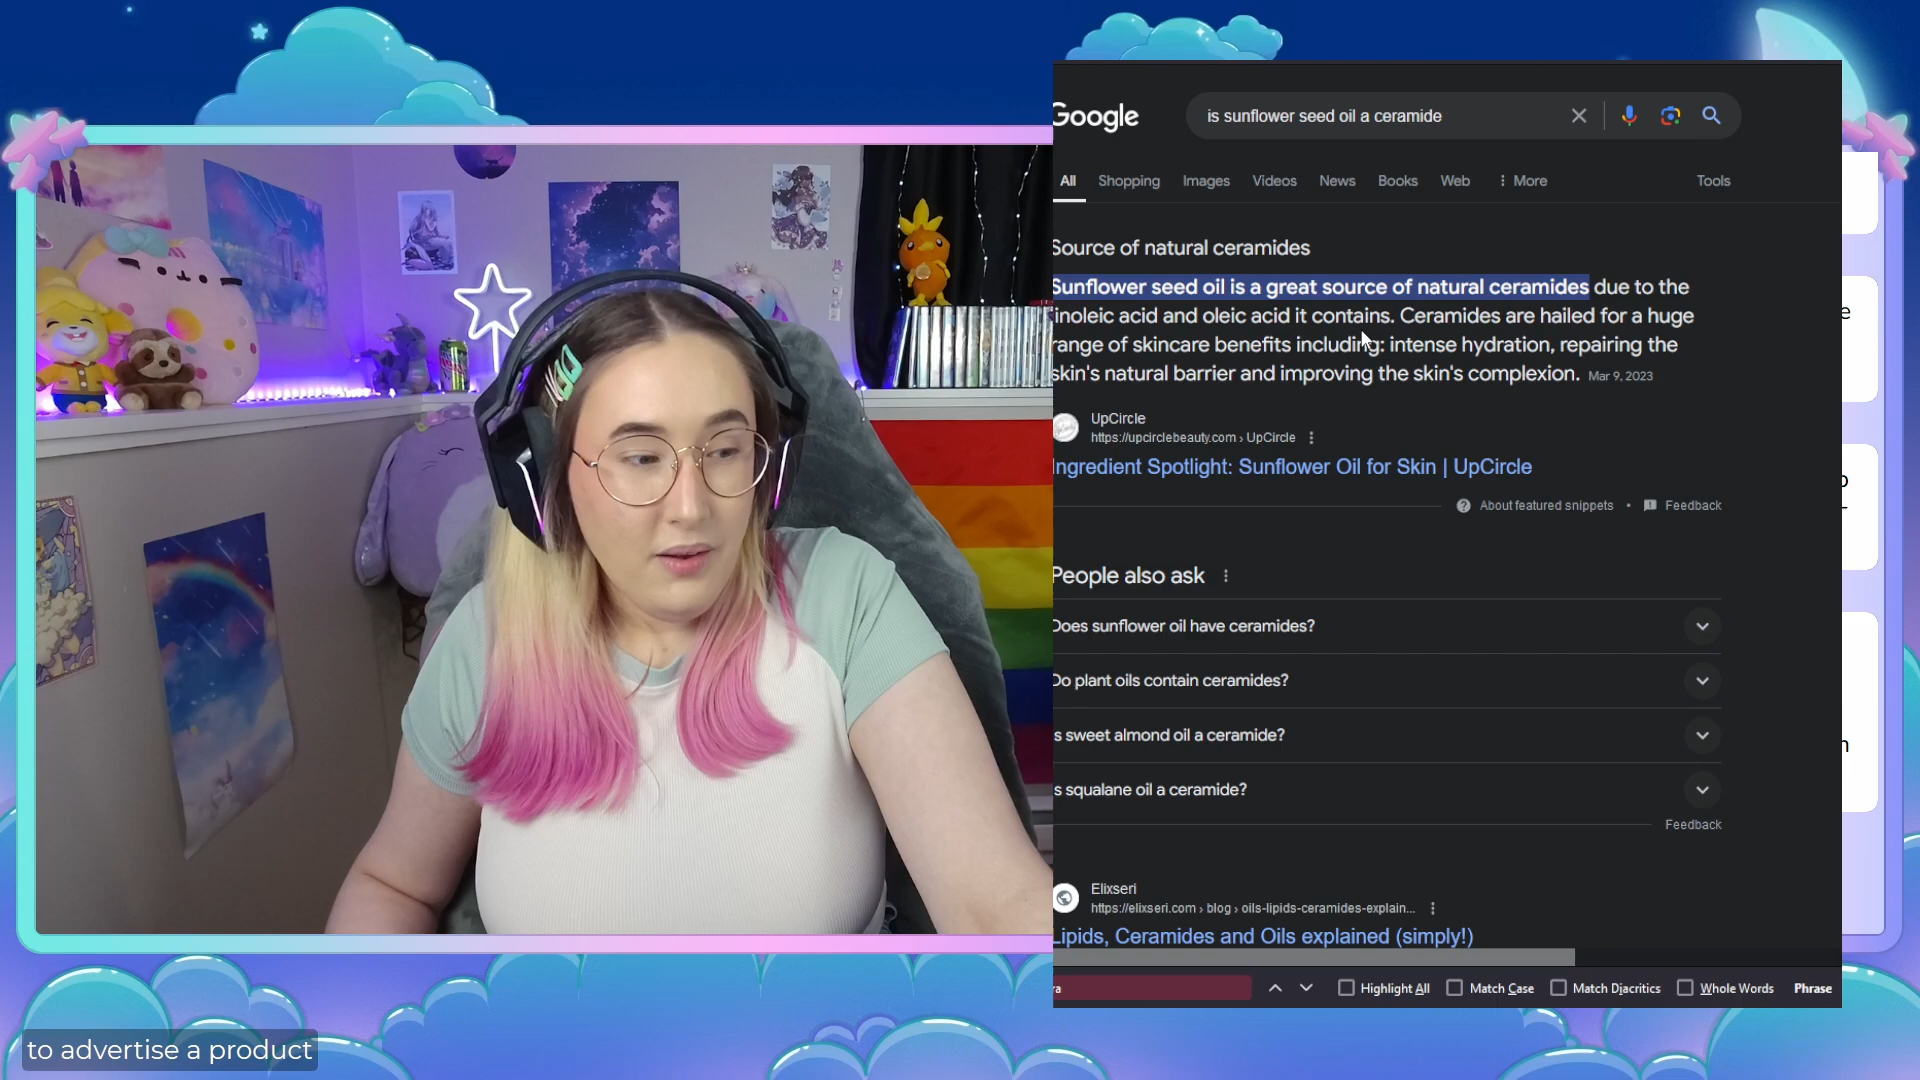 Google
is sunflower seed oil a ceramide
All Shopping Images Videos News Books Web More Tools
Source of natural ceramides
Sunflower seed oil is a great source of natural ceramides due to the
linoleic acid and oleic acid it contains. Ceramides are hailed for a huge
range of skincare benefits including: intense hydration, repairing the
skin's natural barrier and improving the skin's complexion. Mar 9, 2023
UpCircle
https://upcirclebeauty.com › UpCircle
Ingredient Spotlight: Sunflower Oil for Skin | UpCircle
About featured snippets • Feedback
People also ask
Does sunflower oil have ceramides?
Do plant oils contain ceramides?
Is sweet almond oil a ceramide?
Is squalane oil a ceramide?
Feedback
Elixseri
https://elixseri.com › blog › oils-lipids-ceramides-explain...
Lipids, Ceramides and Oils explained (simply!)
ra Highlight All Match Case Match Diacritics Whole Words Phrase
to advertise a product